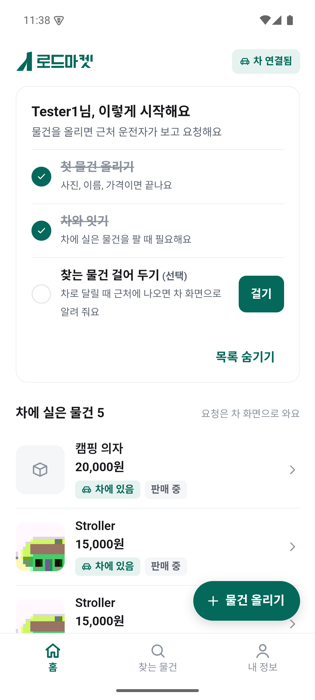 11:38
로드마켓
차 연결됨
Tester1님, 이렇게 시작해요
물건을 올리면 근처 운전자가 보고 요청해요
첫 물건 올리기
사진, 이름, 가격이면 끝나요
차와 잇기
차에 실은 물건을 팔 때 필요해요
찾는 물건 걸어 두기 (선택)
차로 달릴 때 근처에 나오면 차 화면으로
알려 줘요
걸기
목록 숨기기
차에 실은 물건 5
요청은 차 화면으로 와요
캠핑 의자
20,000원
차에 있음
판매 중
Stroller
15,000원
차에 있음
판매 중
Stroller
15,000원
물건 올리기
홈
찾는 물건
내 정보